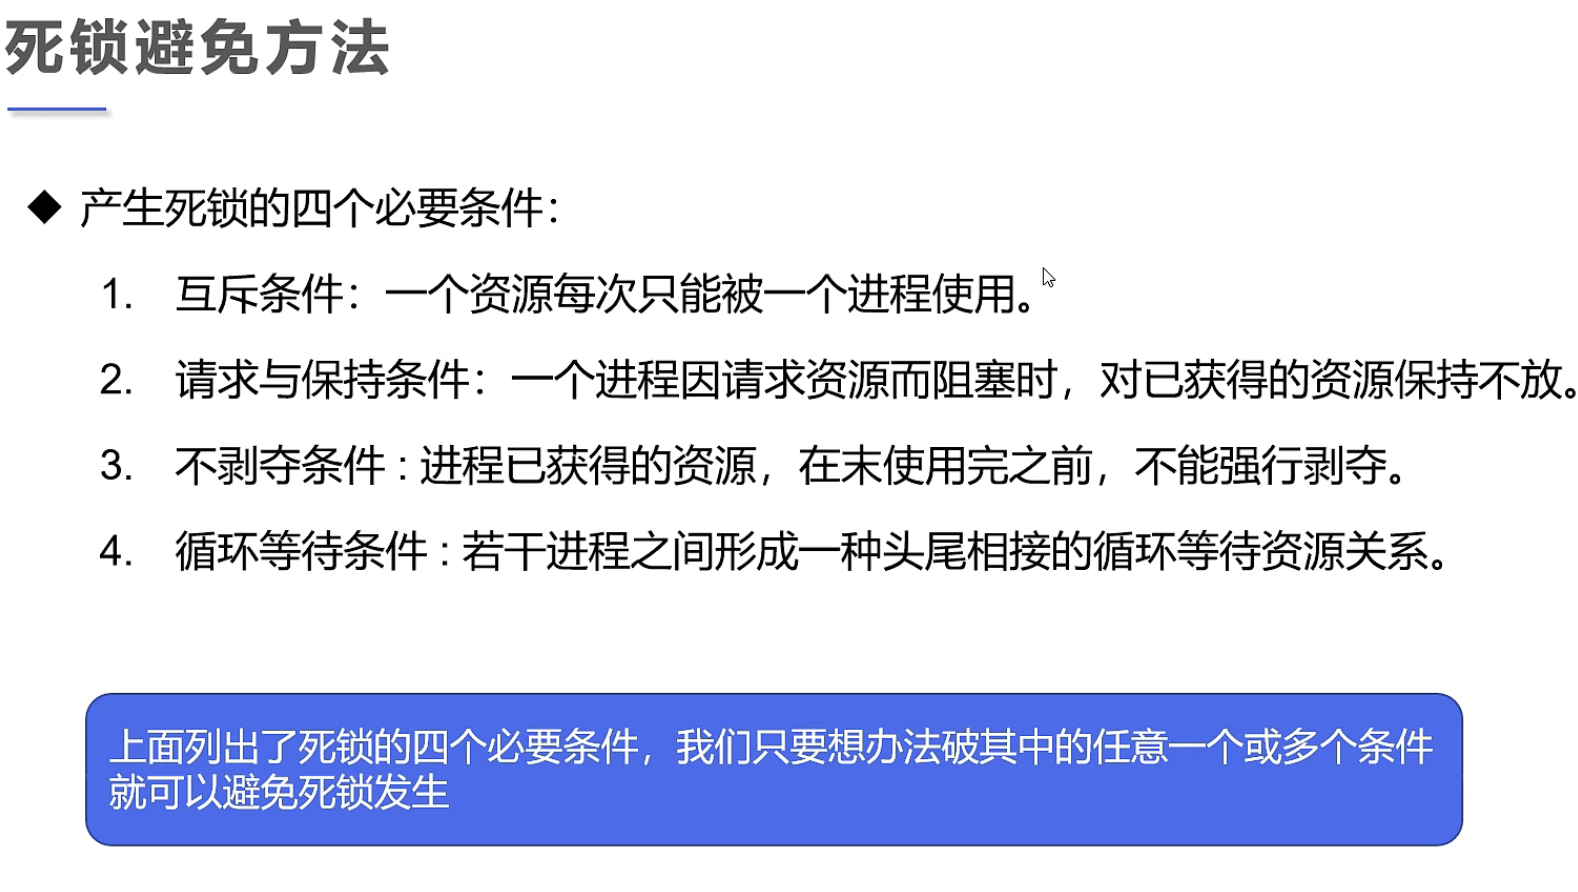 死锁避免方法
◆ 产生死锁的四个必要条件：
1. 互斥条件：一个资源每次只能被一个进程使用。
2. 请求与保持条件：一个进程因请求资源而阻塞时，对已获得的资源保持不放。
3. 不剥夺条件 : 进程已获得的资源，在末使用完之前，不能强行剥夺。
4. 循环等待条件 : 若干进程之间形成一种头尾相接的循环等待资源关系。
上面列出了死锁的四个必要条件，我们只要想办法破其中的任意一个或多个条件
就可以避免死锁发生